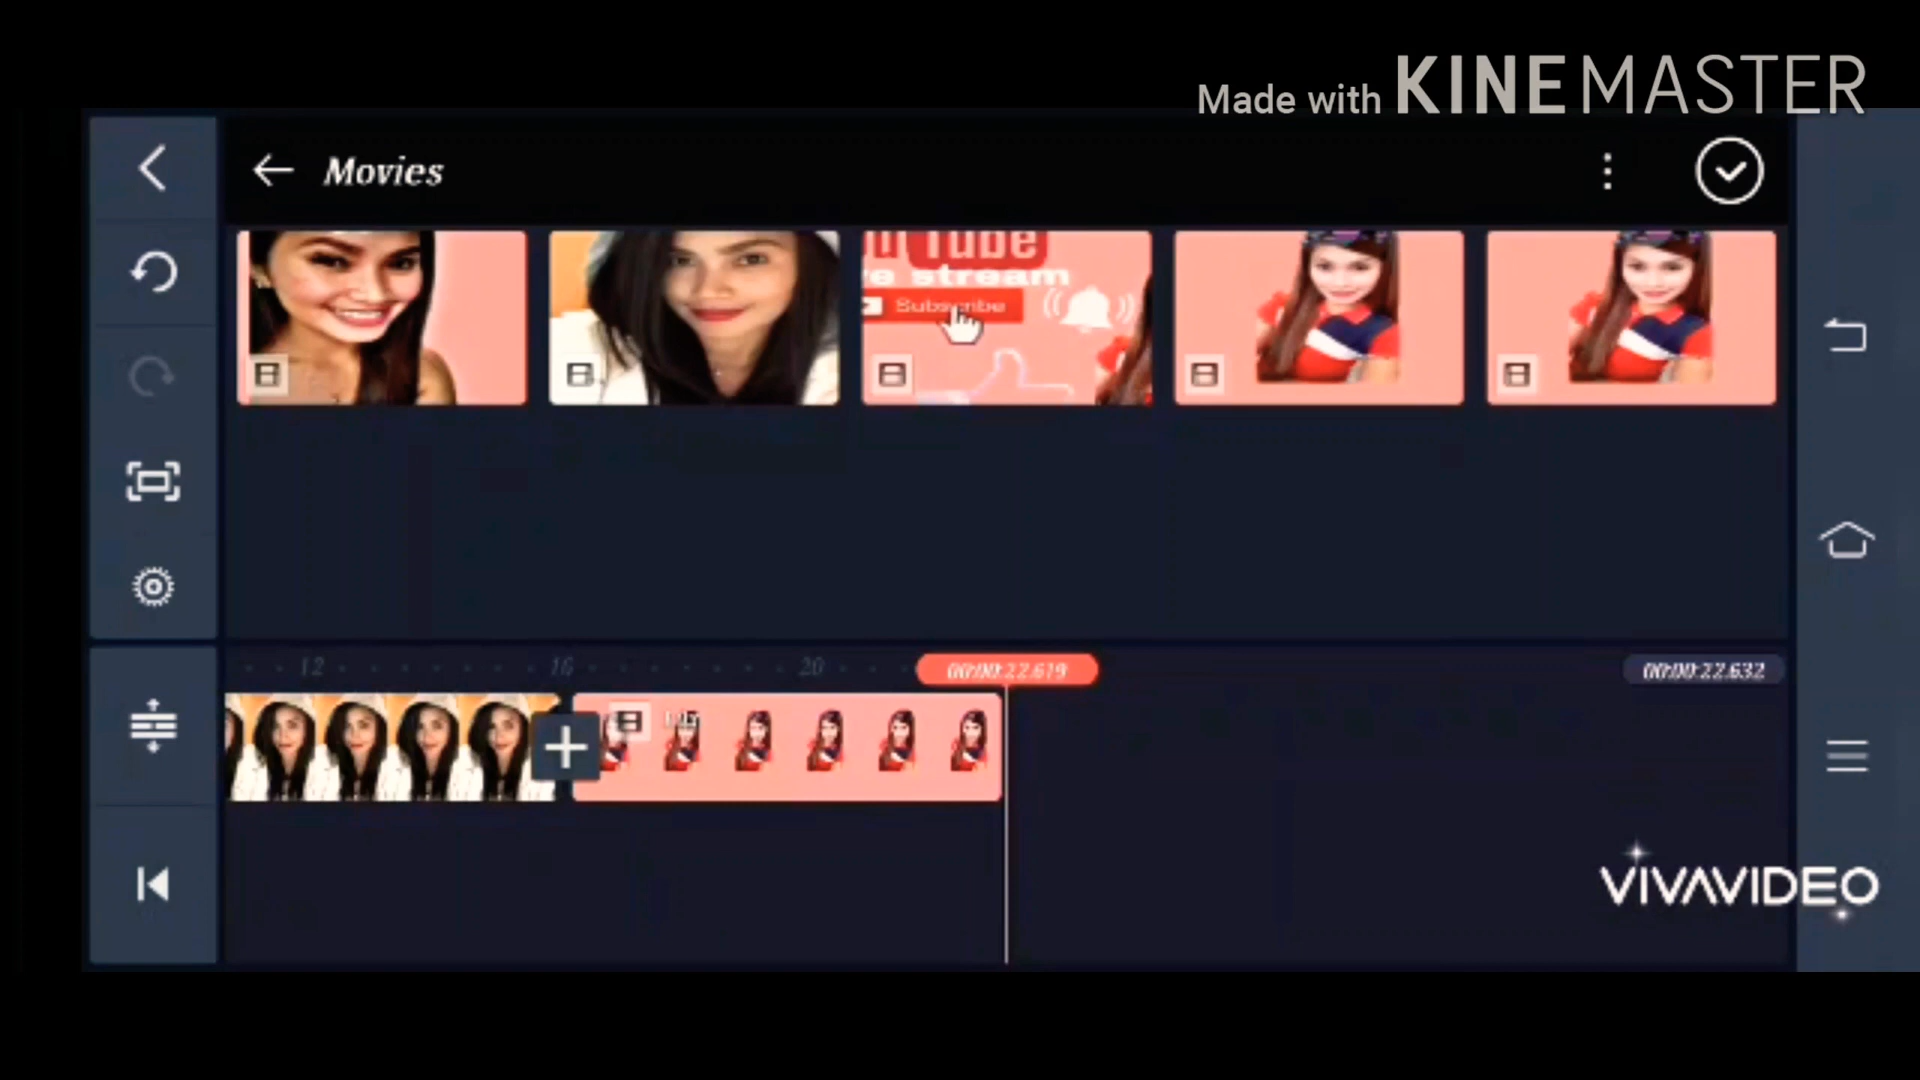 Made with KINEMASTER
Movies
u Tube
e stream
Subscribe
12
16
20
00:00:22.619
00:00:22.632
VIVAVIDEO